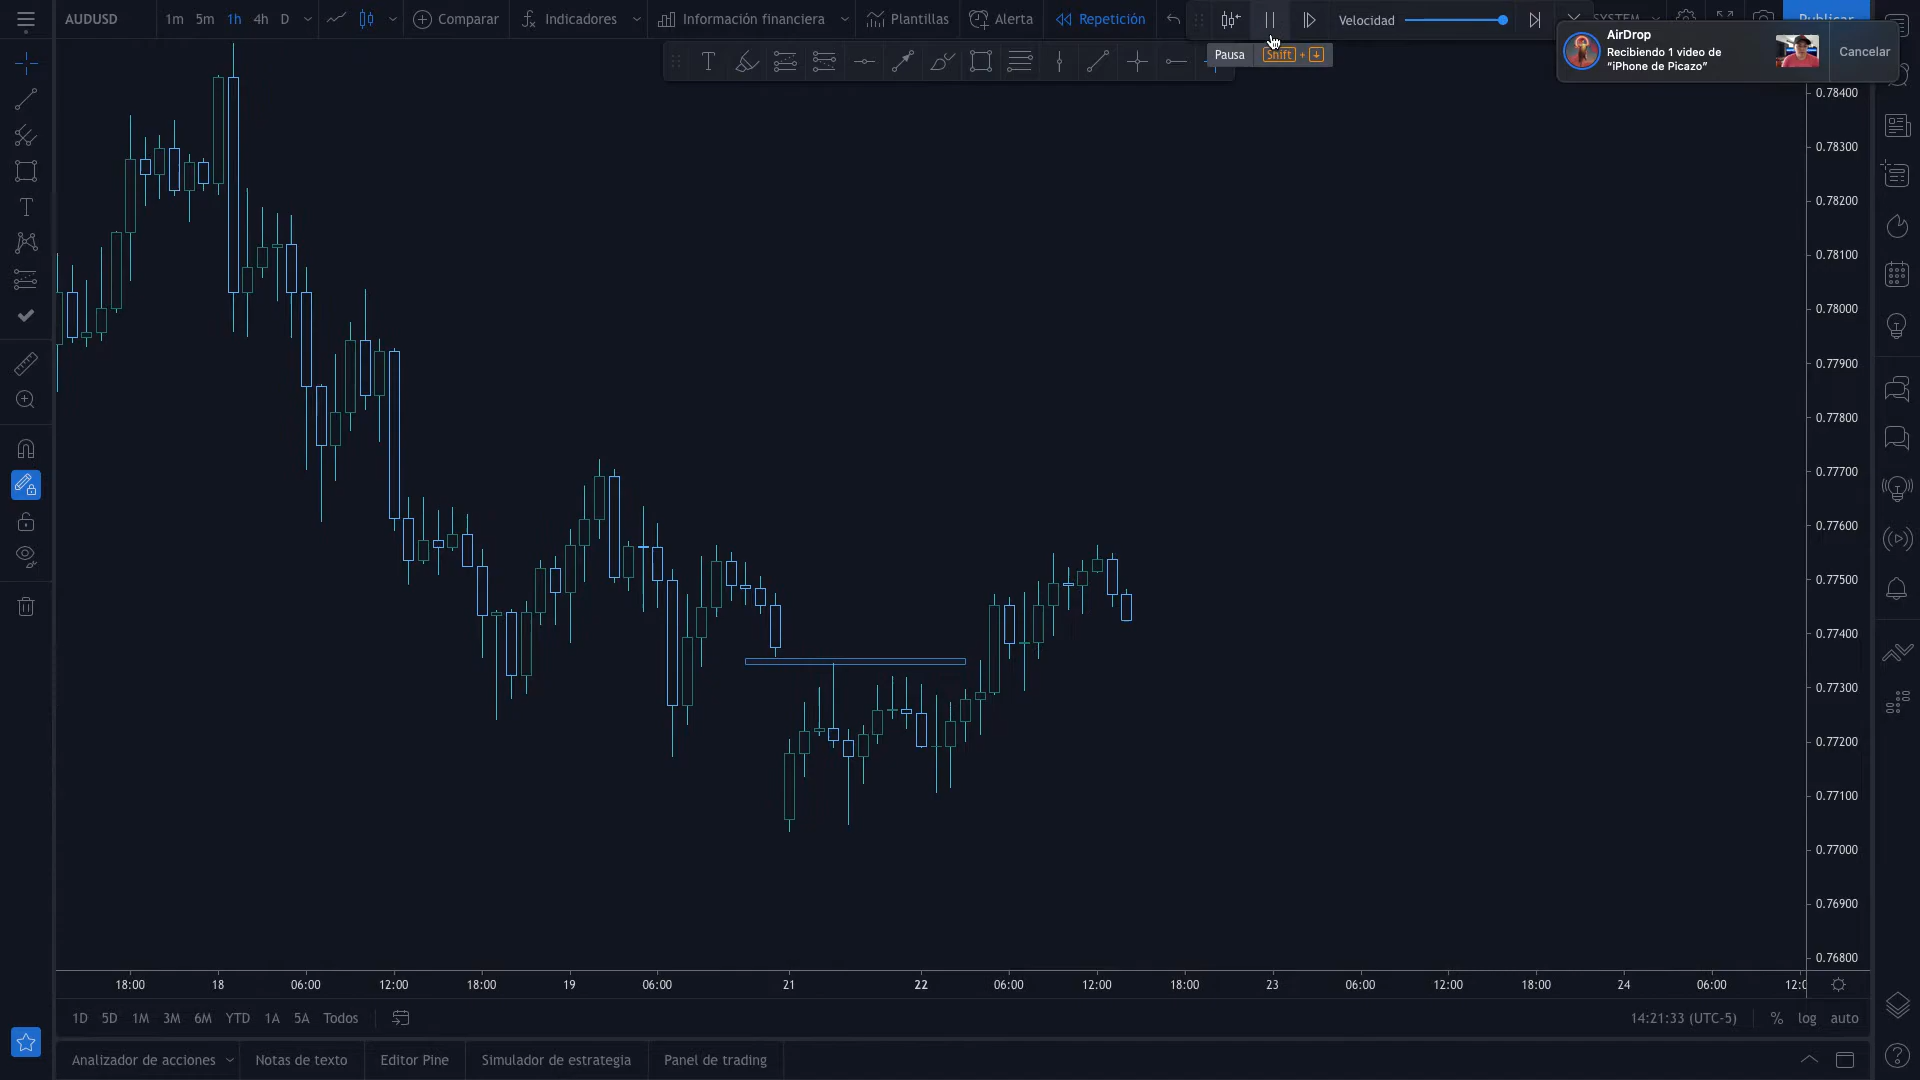 AUDUSD
1m 5m 1h 4h D
Comparar
Indicadores
Información financiera
Plantillas
Alerta
Repetición
Velocidad
SYSTEM
Publicar
Pausa Shift + ↓
AirDrop
Recibiendo 1 video de
“iPhone de Picazo”
Cancelar
0.78400
0.78300
0.78200
0.78100
0.78000
0.77900
0.77800
0.77700
0.77600
0.77500
0.77400
0.77300
0.77200
0.77100
0.77000
0.76900
0.76800
18:00 18 06:00 12:00 18:00 19 06:00 21 22 06:00 12:00 18:00 23 06:00 12:00 18:00 24 06:00
1D 5D 1M 3M 6M YTD 1A 5A Todos
14:21:33 (UTC-5) % log auto
Analizador de acciones Notas de texto Editor Pine Simulador de estrategia Panel de trading